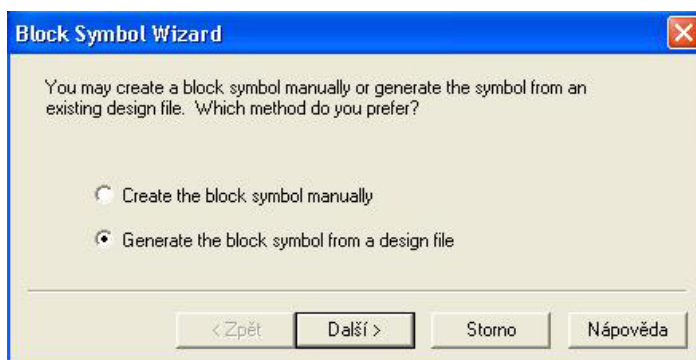 Block Symbol Wizard
You may create a block symbol manually or generate the symbol from an
existing design file. Which method do you prefer?
Create the block symbol manually
Generate the block symbol from a design file
< Zpět Další > Storno Nápověda